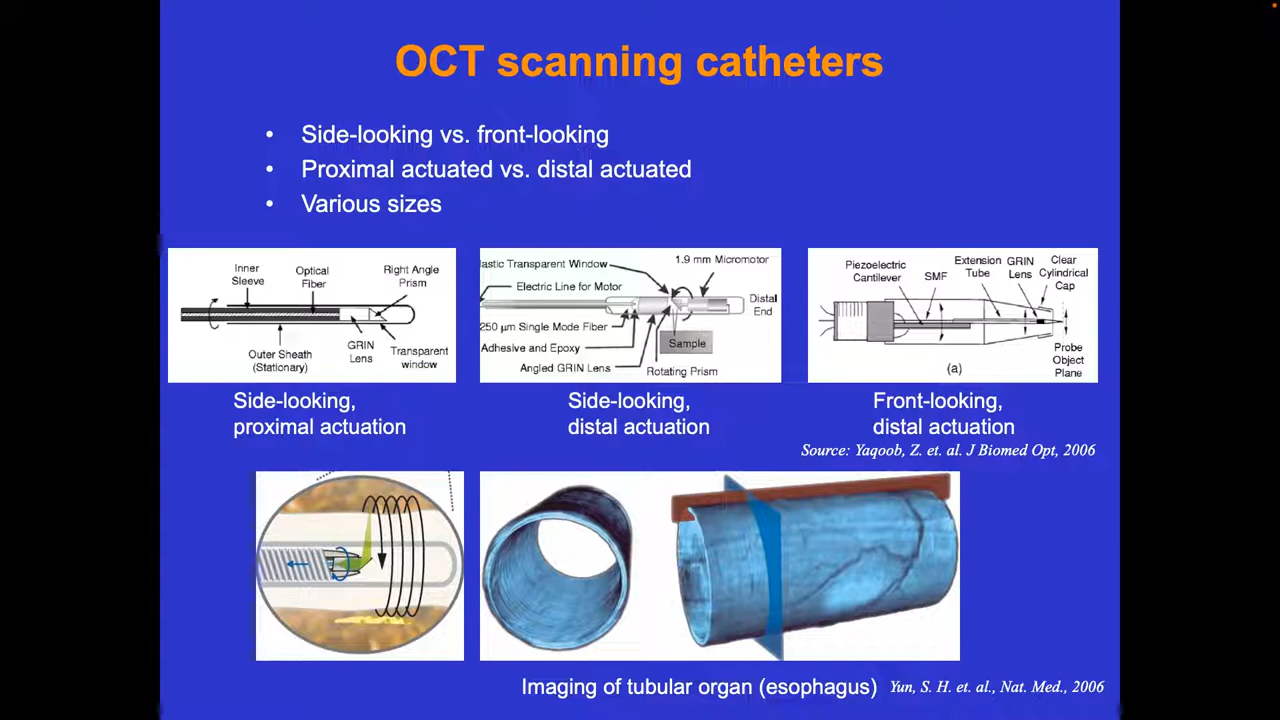 OCT scanning catheters
• Side-looking vs. front-looking
• Proximal actuated vs. distal actuated
• Various sizes
Inner
Sleeve
Optical
Fiber
Right Angle
Prism
Outer Sheath
(Stationary)
GRIN
Lens
Transparent
window
lastic Transparent Window
1.9 mm Micromotor
Electric Line for Motor
Distal
End
250 µm Single Mode Fiber
Sample
Adhesive and Epoxy
Angled GRIN Lens
Rotating Prism
Piezoelectric
Cantilever
SMF
Extension
Tube
GRIN
Lens
Clear
Cylindrical
Cap
Probe
Object
Plane
(a)
Side-looking,
proximal actuation
Side-looking,
distal actuation
Front-looking,
distal actuation
Source: Yaqoob, Z. et. al. J Biomed Opt, 2006
Imaging of tubular organ (esophagus)
Yun, S. H. et. al., Nat. Med., 2006